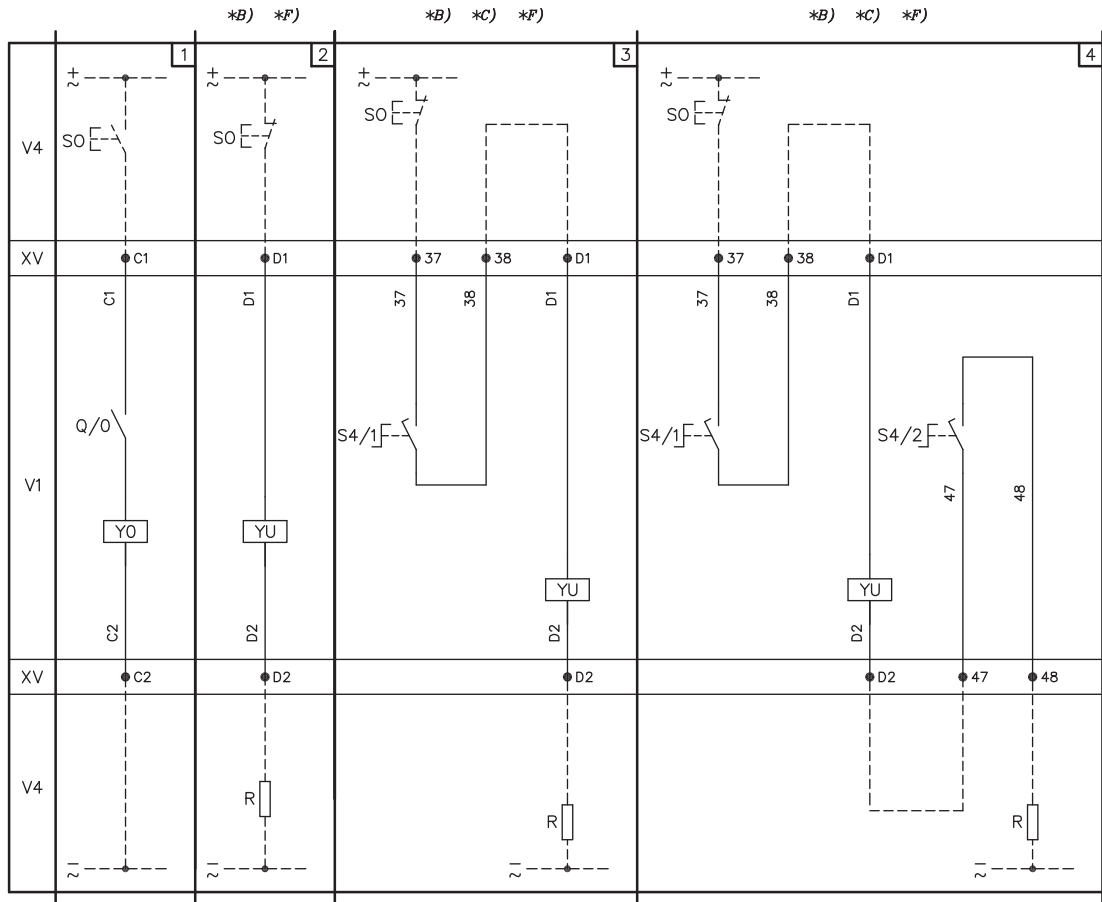 *B) *F) *B) *C) *F) *B) *C) *F)
1 2 3 4
+
~ +
~ +
~ +
~
SO SO
V4 SO SO
XV C1 D1 37 38 D1 37 38 D1
C1 D1 37 38 D1 37 38 D1
Q/0 S4/1 S4/1 S4/2
V1 47 48
YO YU
YU YU
C2 D2 D2 D2
XV C2 D2 D2 D2 47 48
V4 R R R
–
~ –
~ –
~ –
~